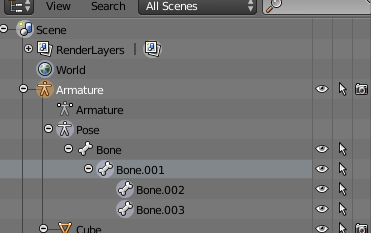 View Search All Scenes
Scene
RenderLayers |
World
Armature
Armature
Pose
Bone
Bone.001
Bone.002
Bone.003
Cube